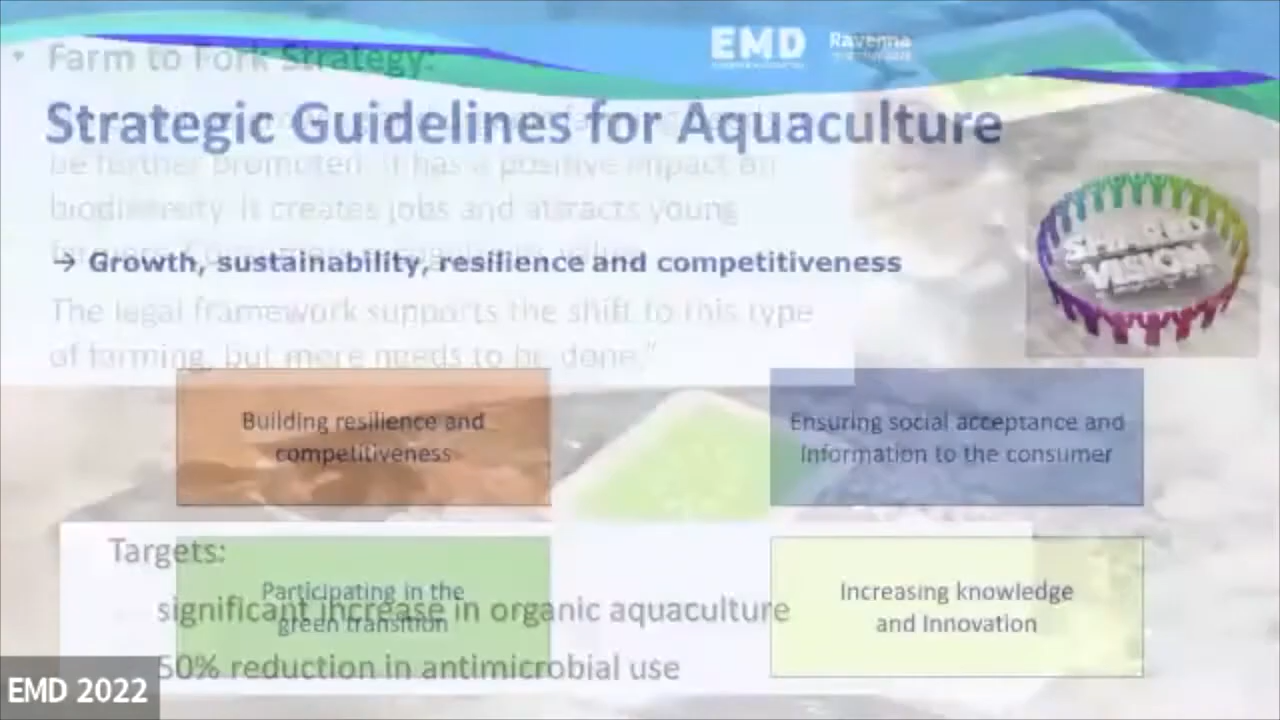 EMD
Ravenna
• Farm to Fork Strategy:
Strategic Guidelines for Aquaculture
be further promoted. It has a positive impact on
biodiversity, it creates jobs and attracts young
→ Growth, sustainability, resilience and competitiveness
SHARED
VISION
The legal framework supports the shift to this type
of farming, but more needs to be done."
Building resilience and
competitiveness
Ensuring social acceptance and
information to the consumer
Targets:
Participating in the
green transition
Increasing knowledge
and Innovation
significant increase in organic aquaculture
50% reduction in antimicrobial use
EMD 2022